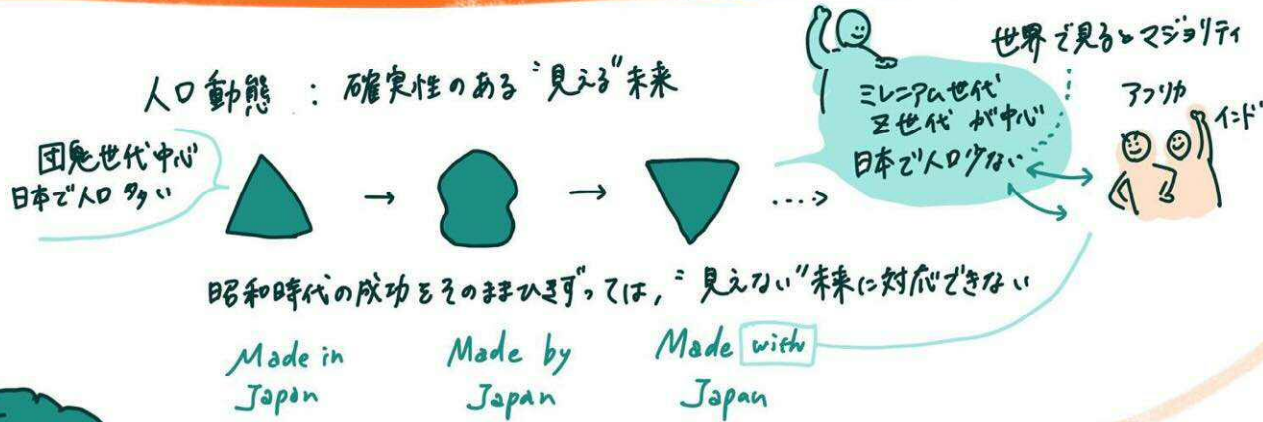 人口動態 : 確実性のある "見える" 未来
団塊世代中心
日本で人口多い
→
→
....>
ミレニアム世代
Z世代が中心
日本で人口少ない
世界で見るとマジョリティ
アフリカ
インド
昭和時代の成功をそのままひきずっては, "見えない" 未来に対応できない
Made in
Japan
Made by
Japan
Made with
Japan